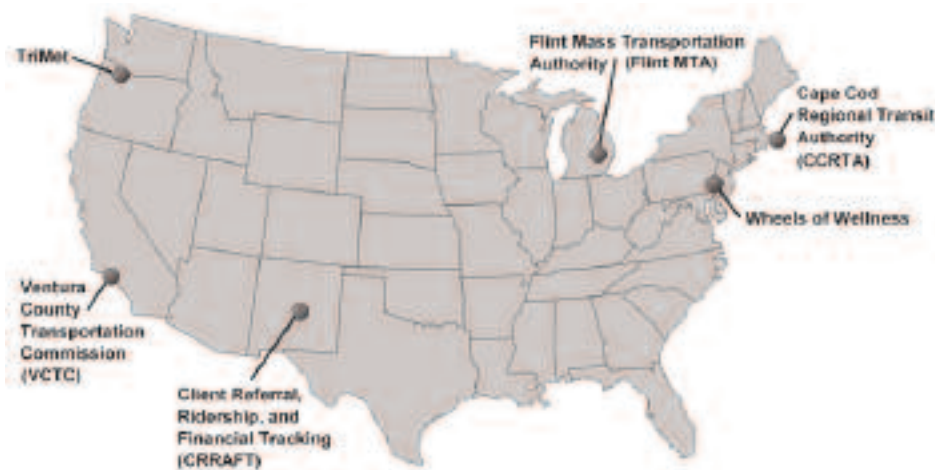 TriMet
Flint Mass Transportation
Authority (Flint MTA)
Cape Cod
Regional Transit
Authority
(CCRTA)
Wheels of Wellness
Ventura
County
Transportation
Commission
(VCTC)
Client Referral,
Ridership, and
Financial Tracking
(CRRAFT)